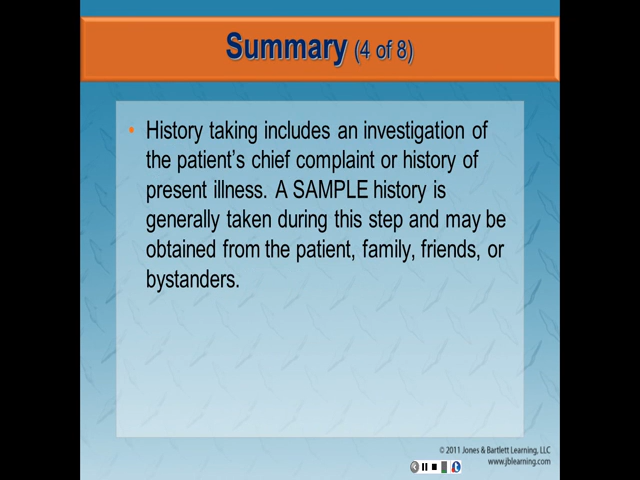 Summary (4 of 8)
• History taking includes an investigation of
the patient's chief complaint or history of
present illness. A SAMPLE history is
generally taken during this step and may be
obtained from the patient, family, friends, or
bystanders.
© 2011 Jones & Bartlett Learning, LLC
www.jblearning.com